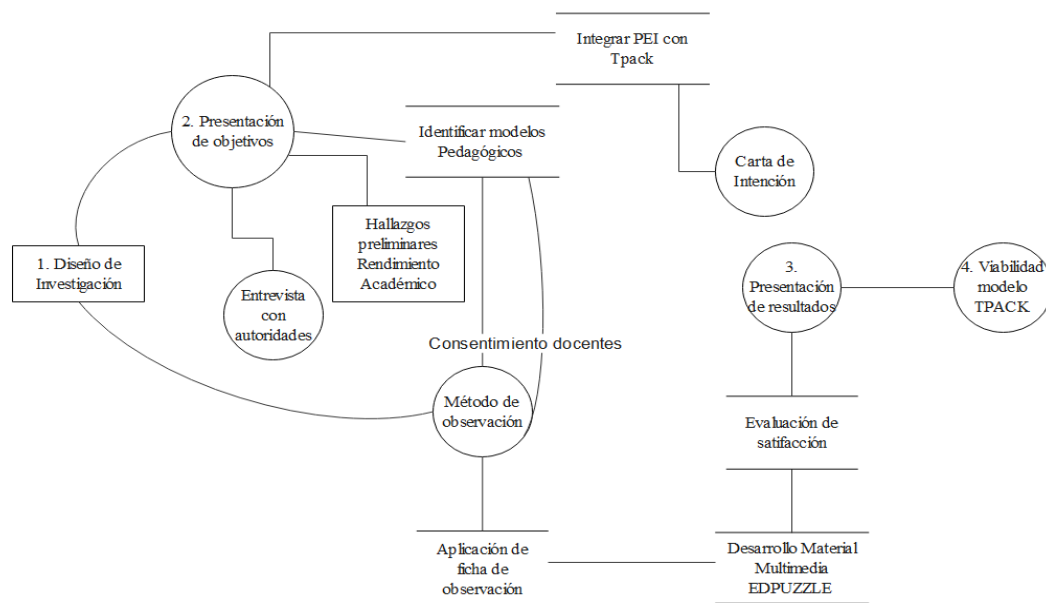 Integrar PEI con
Tpack
2. Presentación
de objetivos
Identificar modelos
Pedagógicos
Carta de
Intención
Hallazgos
preliminares
Rendimiento
Académico
1. Diseño de
Investigación
Entrevista
con
autoridades
3.
Presentación
de resultados
4. Viabilidad
modelo
TPACK
Consentimiento docentes
Método de
observación
Evaluación de
satifacción
Aplicación de
ficha de
observación
Desarrollo Material
Multimedia
EDPUZZLE